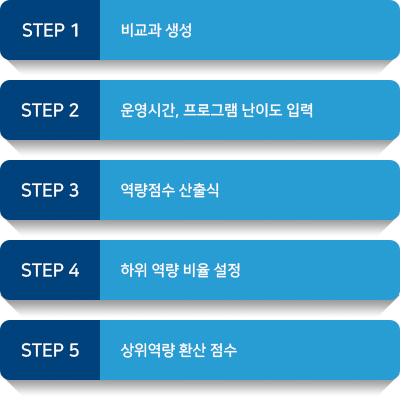 STEP 1 비교과 생성
STEP 2 운영시간, 프로그램 난이도 입력
STEP 3 역량점수 산출식
STEP 4 하위 역량 비율 설정
STEP 5 상위역량 환산 점수